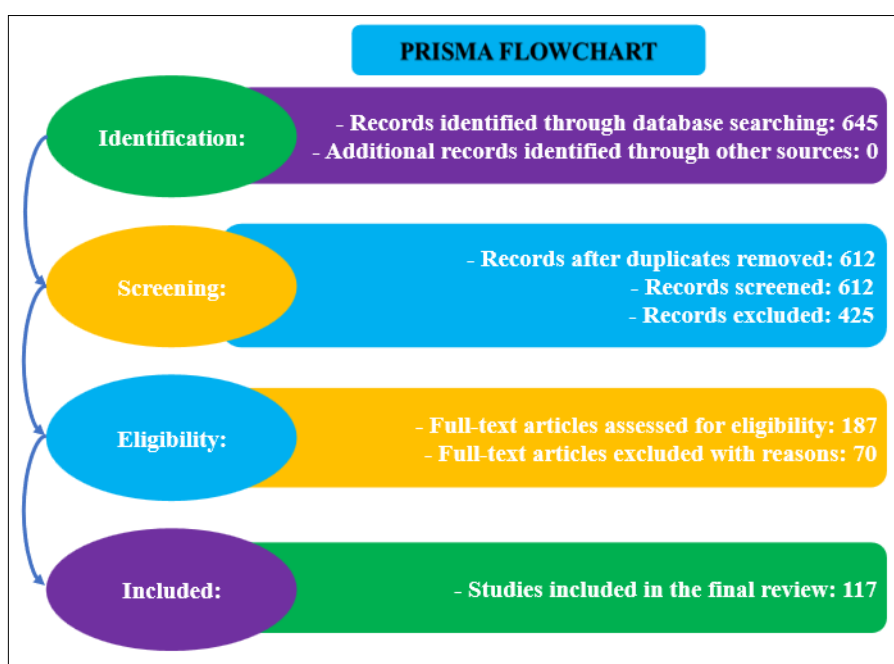 PRISMA FLOWCHART
Identification:
- Records identified through database searching: 645
- Additional records identified through other sources: 0
Screening:
- Records after duplicates removed: 612
- Records screened: 612
- Records excluded: 425
Eligibility:
- Full-text articles assessed for eligibility: 187
- Full-text articles excluded with reasons: 70
Included:
- Studies included in the final review: 117